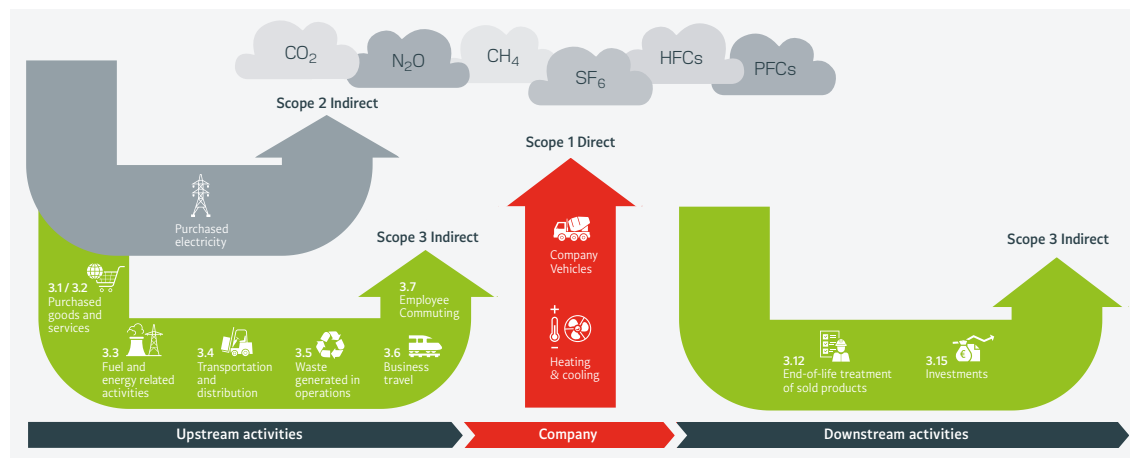 CO₂
N₂O
CH₄
SF₆
HFCs
PFCs
Scope 2 Indirect
Purchased
electricity
Scope 3 Indirect
3.1 / 3.2
Purchased
goods and
services
3.3
Fuel and
energy related
activities
3.4
Transportation
and
distribution
3.5
Waste
generated in
operations
3.6
Business
travel
3.7
Employee
Commuting
Scope 1 Direct
Company
Vehicles
Heating
& cooling
Scope 3 Indirect
3.12
End-of-life treatment
of sold products
3.15
Investments
Upstream activities
Company
Downstream activities